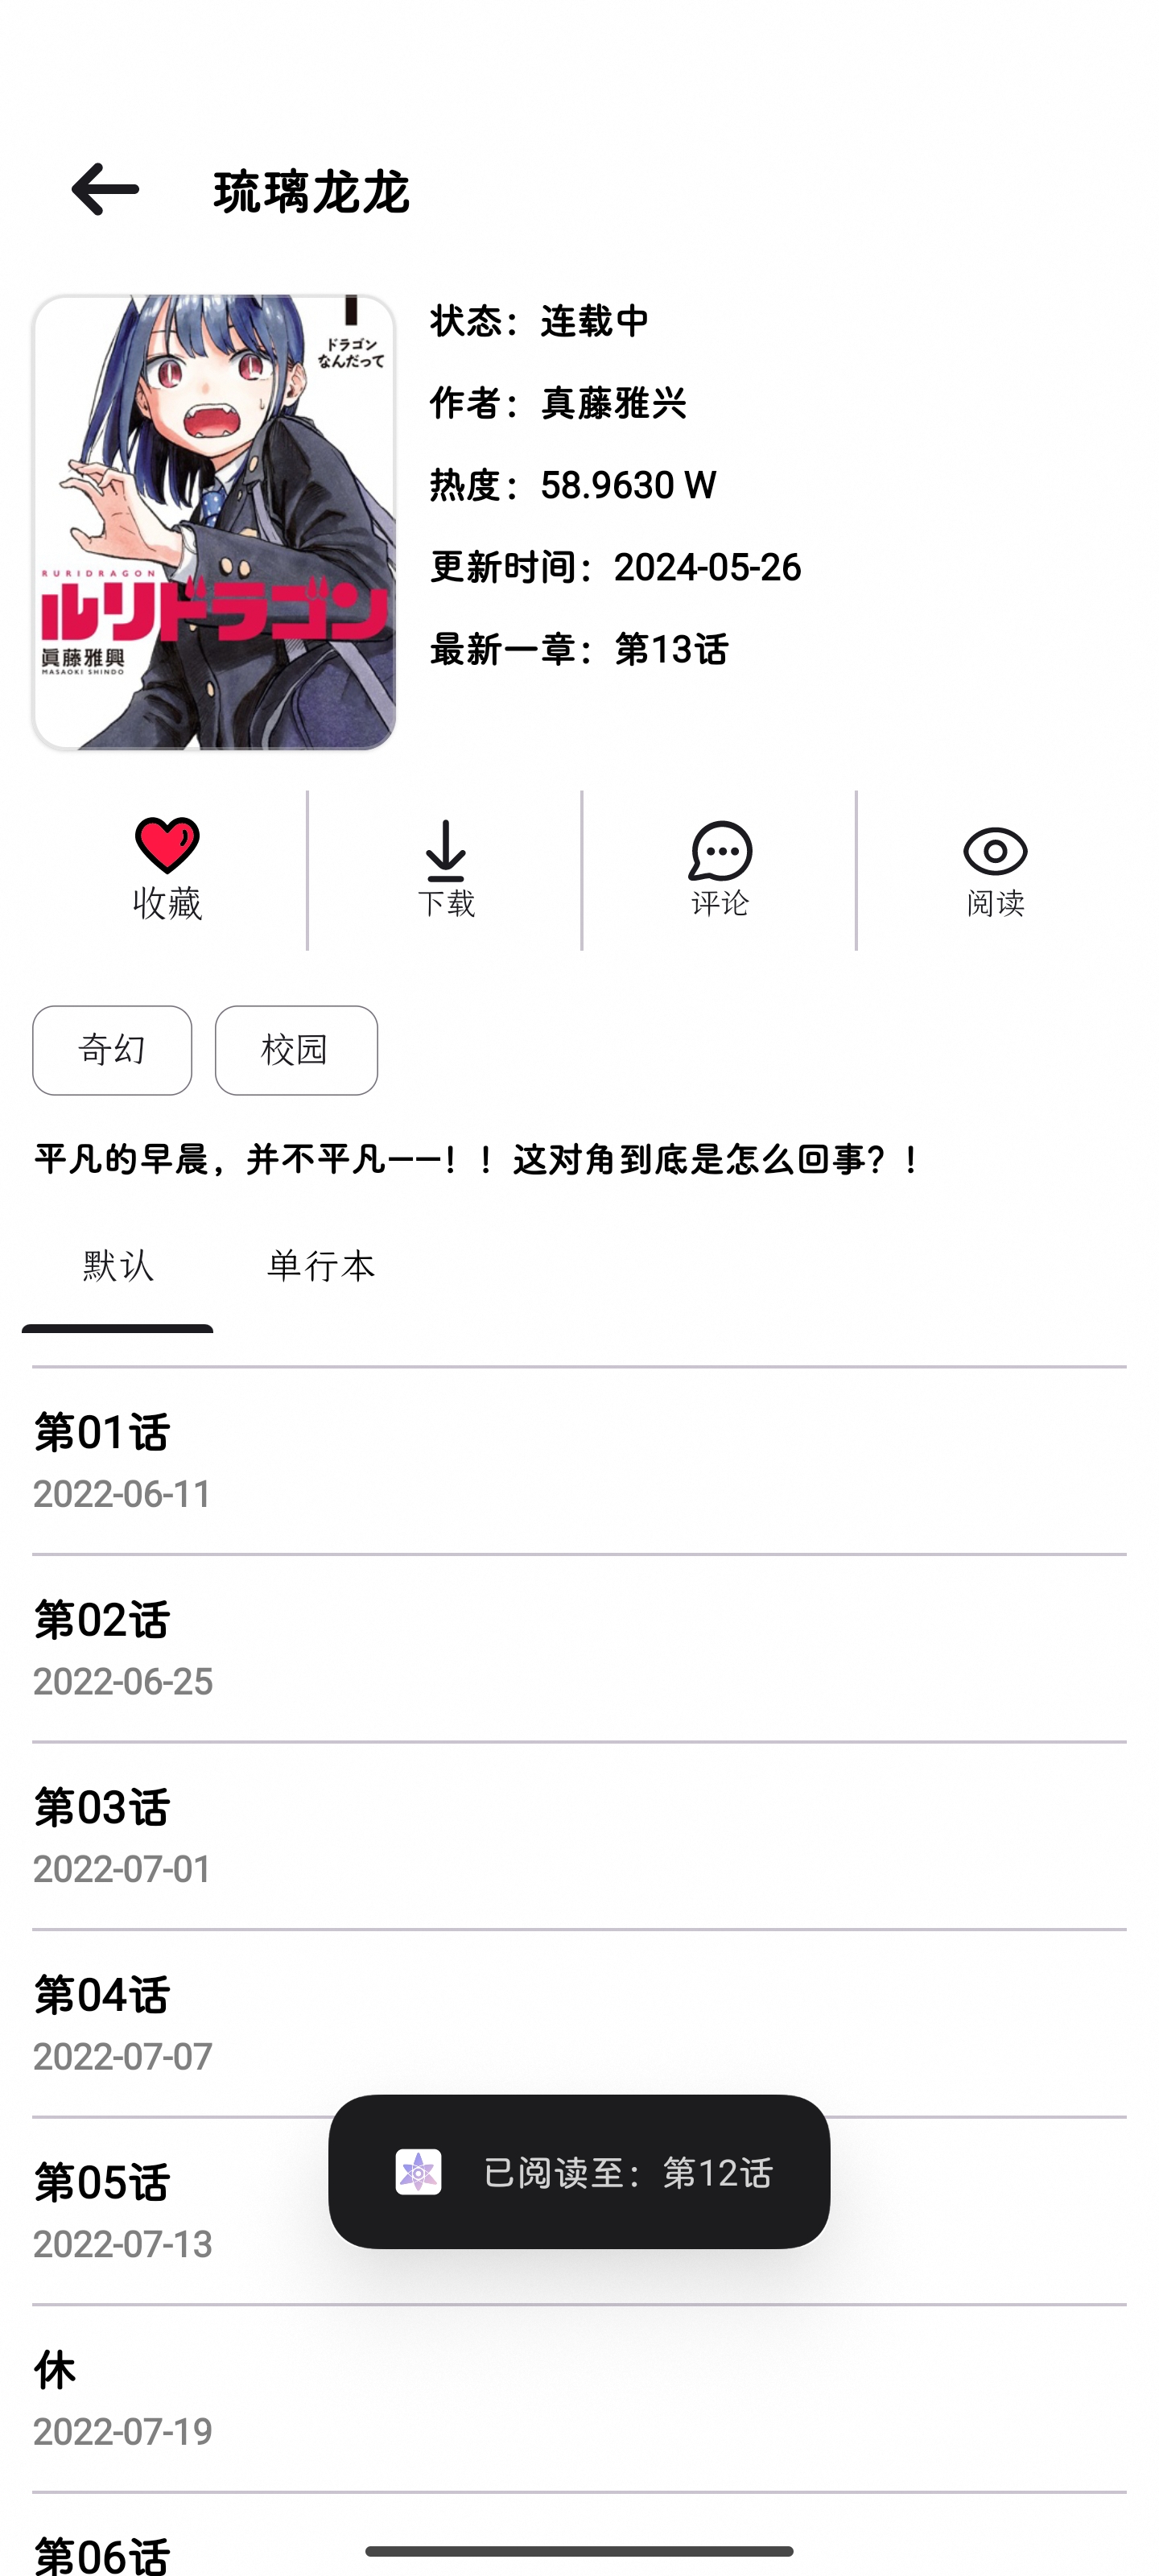 琉璃龙龙
ドラゴン
なんだって
RURIDRAGON
ルリドラゴン
眞藤雅興
MASAOKI SHINDO
状态：连载中
作者：真藤雅兴
热度：58.9630 W
更新时间：2024-05-26
最新一章：第13话
收藏
下载
评论
阅读
奇幻
校园
平凡的早晨，并不平凡——！！这对角到底是怎么回事？！
默认
单行本
第01话
2022-06-11
第02话
2022-06-25
第03话
2022-07-01
第04话
2022-07-07
第05话
2022-07-13
已阅读至：第12话
休
2022-07-19
第06话